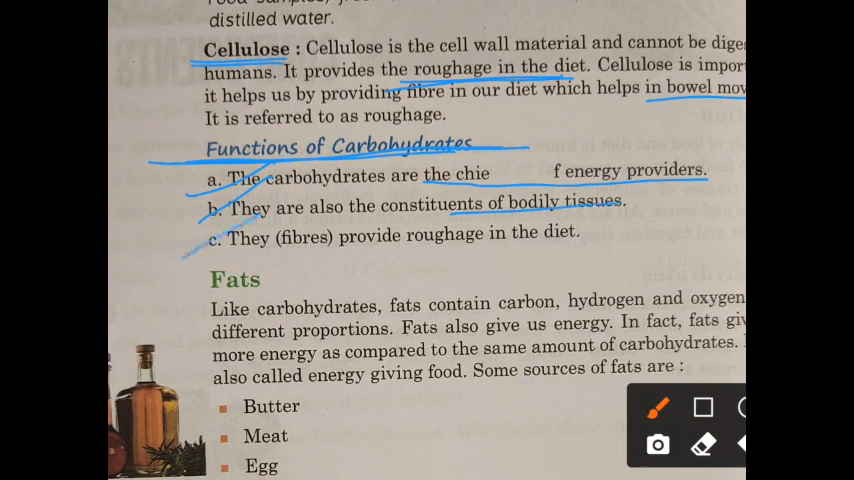 distilled water.
Cellulose : Cellulose is the cell wall material and cannot be
humans. It provides the roughage in the diet. Cellulose is
it helps us by providing fibre in our diet which helps in bowel
It is referred to as roughage.
Functions of Carbohydrates
a. The carbohydrates are the chie f energy providers.
b. They are also the constituents of bodily tissues.
c. They (fibres) provide roughage in the diet.
Fats
Like carbohydrates, fats contain carbon, hydrogen and oxygen
different proportions. Fats also give us energy. In fact, fats
more energy as compared to the same amount of carbohydrates.
also called energy giving food. Some sources of fats are :
Butter
Meat
Egg